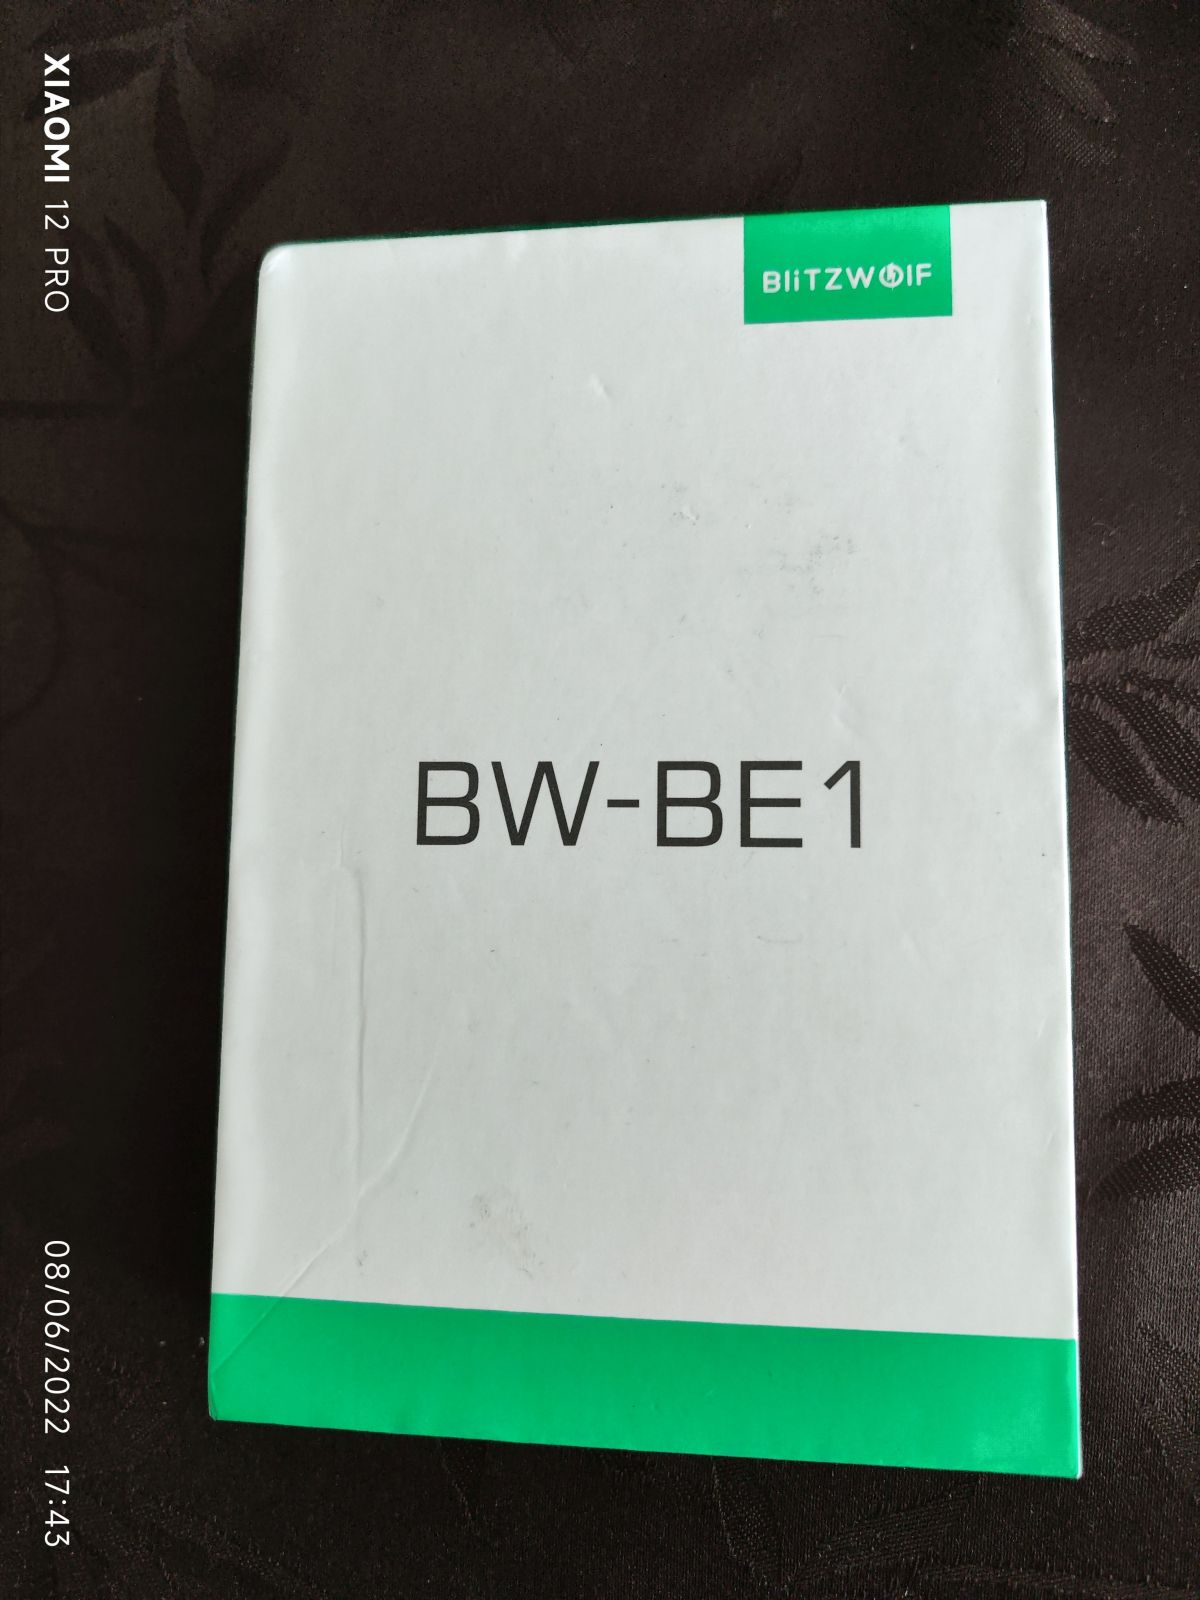 BliTZWOlF
BW-BE1
XIAOMI 12 PRO
08/06/2022 17:43